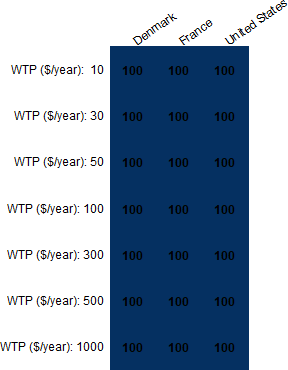 Denmark France United States
WTP ($/year): 10 100 100 100
WTP ($/year): 30 100 100 100
WTP ($/year): 50 100 100 100
WTP ($/year): 100 100 100 100
WTP ($/year): 300 100 100 100
WTP ($/year): 500 100 100 100
WTP ($/year): 1000 100 100 100